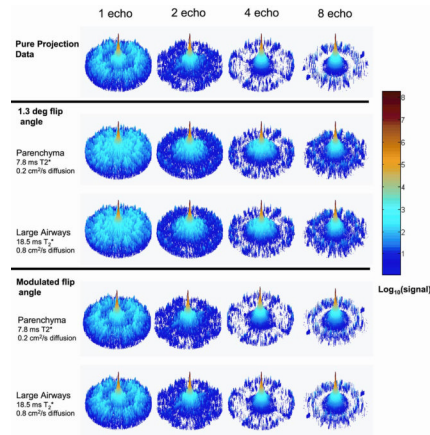 1 echo 2 echo 4 echo 8 echo
Pure Projection
Data
1.3 deg flip
angle
Parenchyma
7.8 ms T2*
0.2 cm²/s diffusion
Large Airways
18.5 ms T₂*
0.8 cm²/s diffusion
Modulated flip
angle
Parenchyma
7.8 ms T2*
0.2 cm²/s diffusion
Large Airways
18.5 ms T₂*
0.8 cm²/s diffusion
8
7
6
5
4
3
2
1
Log₁₀(signal)